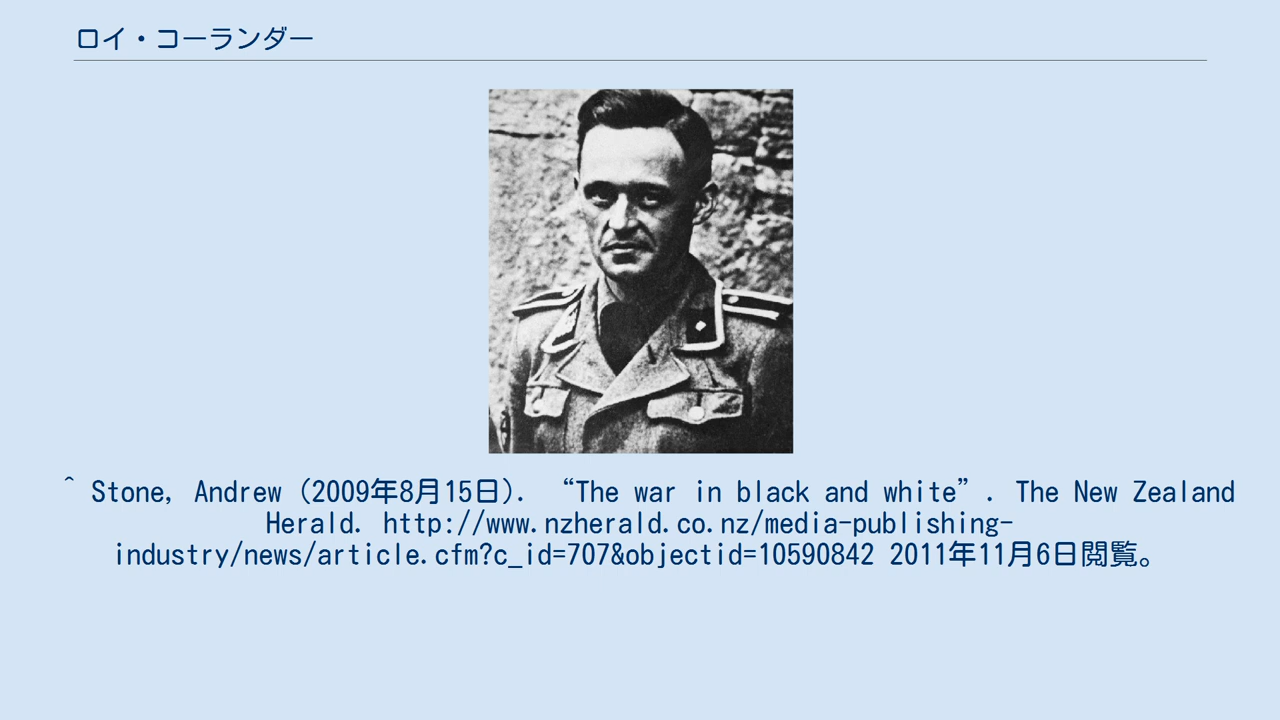 ロイ・コーランダー
^ Stone, Andrew (2009年8月15日). “The war in black and white”. The New Zealand
Herald. http://www.nzherald.co.nz/media-publishing-
industry/news/article.cfm?c_id=707&objectid=10590842 2011年11月6日閲覧。